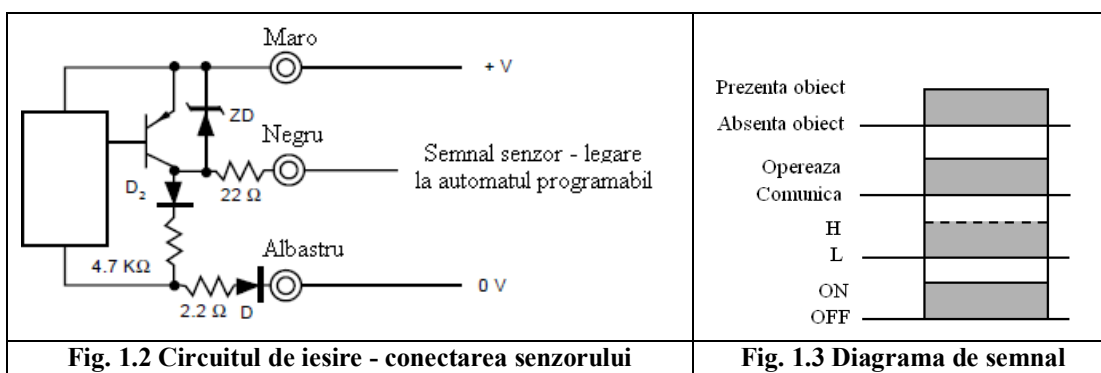 Maro
+ V
ZD
Negru
Semnal senzor - legare
la automatul programabil
D₂
22 Ω
Albastru
4.7 KΩ
0 V
2.2 Ω D
Fig. 1.2 Circuitul de iesire - conectarea senzorului
Prezenta obiect
Absenta obiect
Opereaza
Comunica
H
L
ON
OFF
Fig. 1.3 Diagrama de semnal